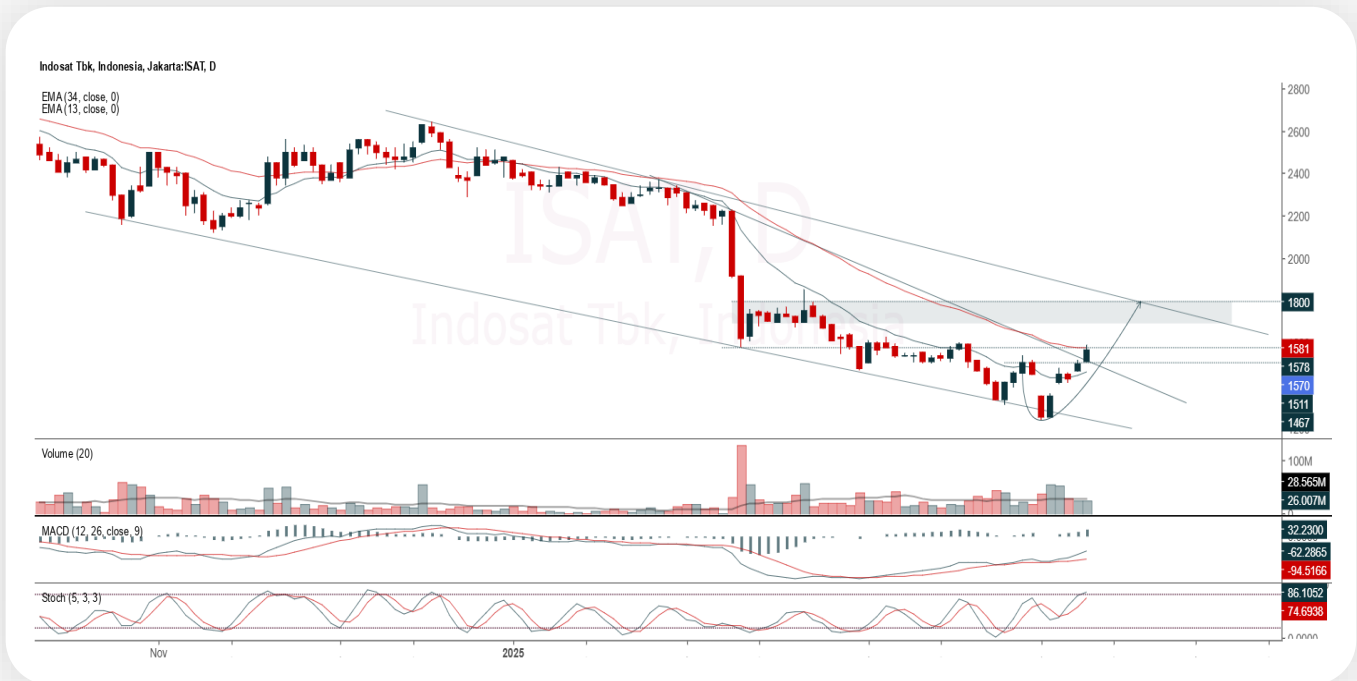 Indosat Tbk, Indonesia, Jakarta:ISAT, D
EMA (34, close, 0)
EMA (13, close, 0)
2800
2600
2400
2200
2000
ISAT, D
Indosat Tbk, Indonesia
1800
1581
1578
1570
1511
1467
Volume (20)
100M
28.565M
26.007M
0
MACD (12, 26, close, 9)
32.2300
-62.2865
-94.5166
Stoch (5, 3, 3)
86.1052
74.6938
0.0000
Nov
2025